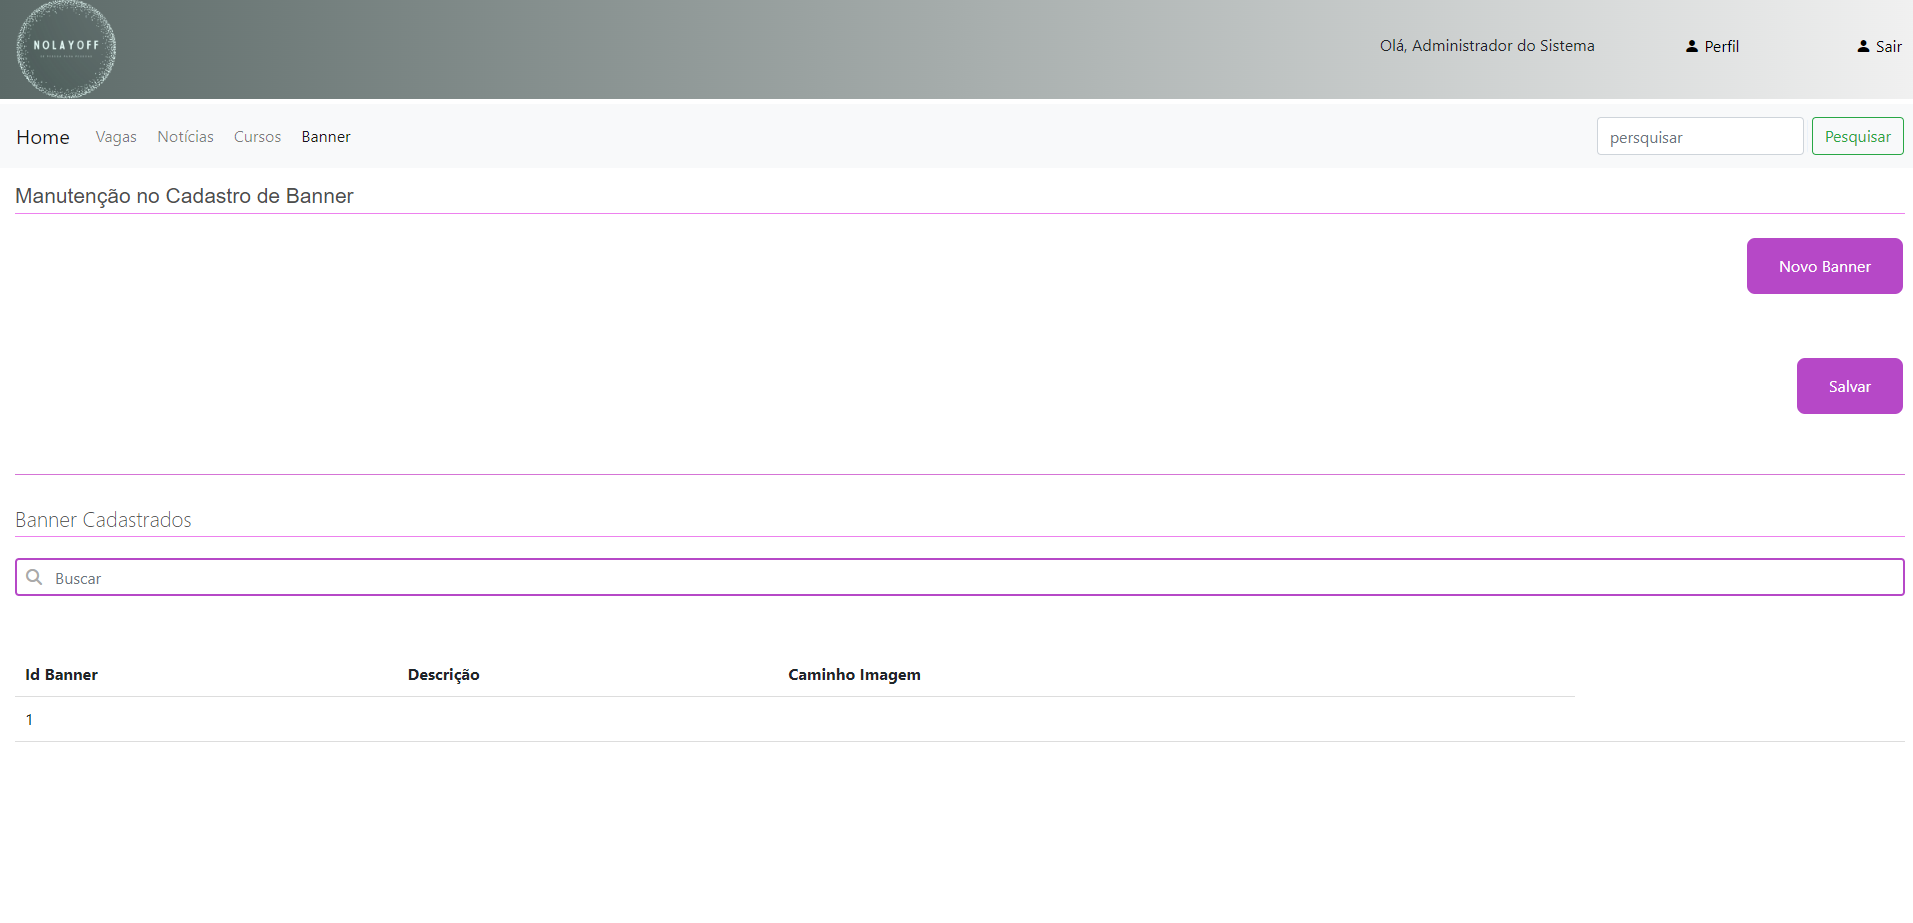 NOLAYOFF
Olá, Administrador do Sistema
Perfil
Sair
Home Vagas Notícias Cursos Banner
persquisar Pesquisar
Manutenção no Cadastro de Banner
Novo Banner
Salvar
Banner Cadastrados
Buscar
Id Banner Descrição Caminho Imagem
1